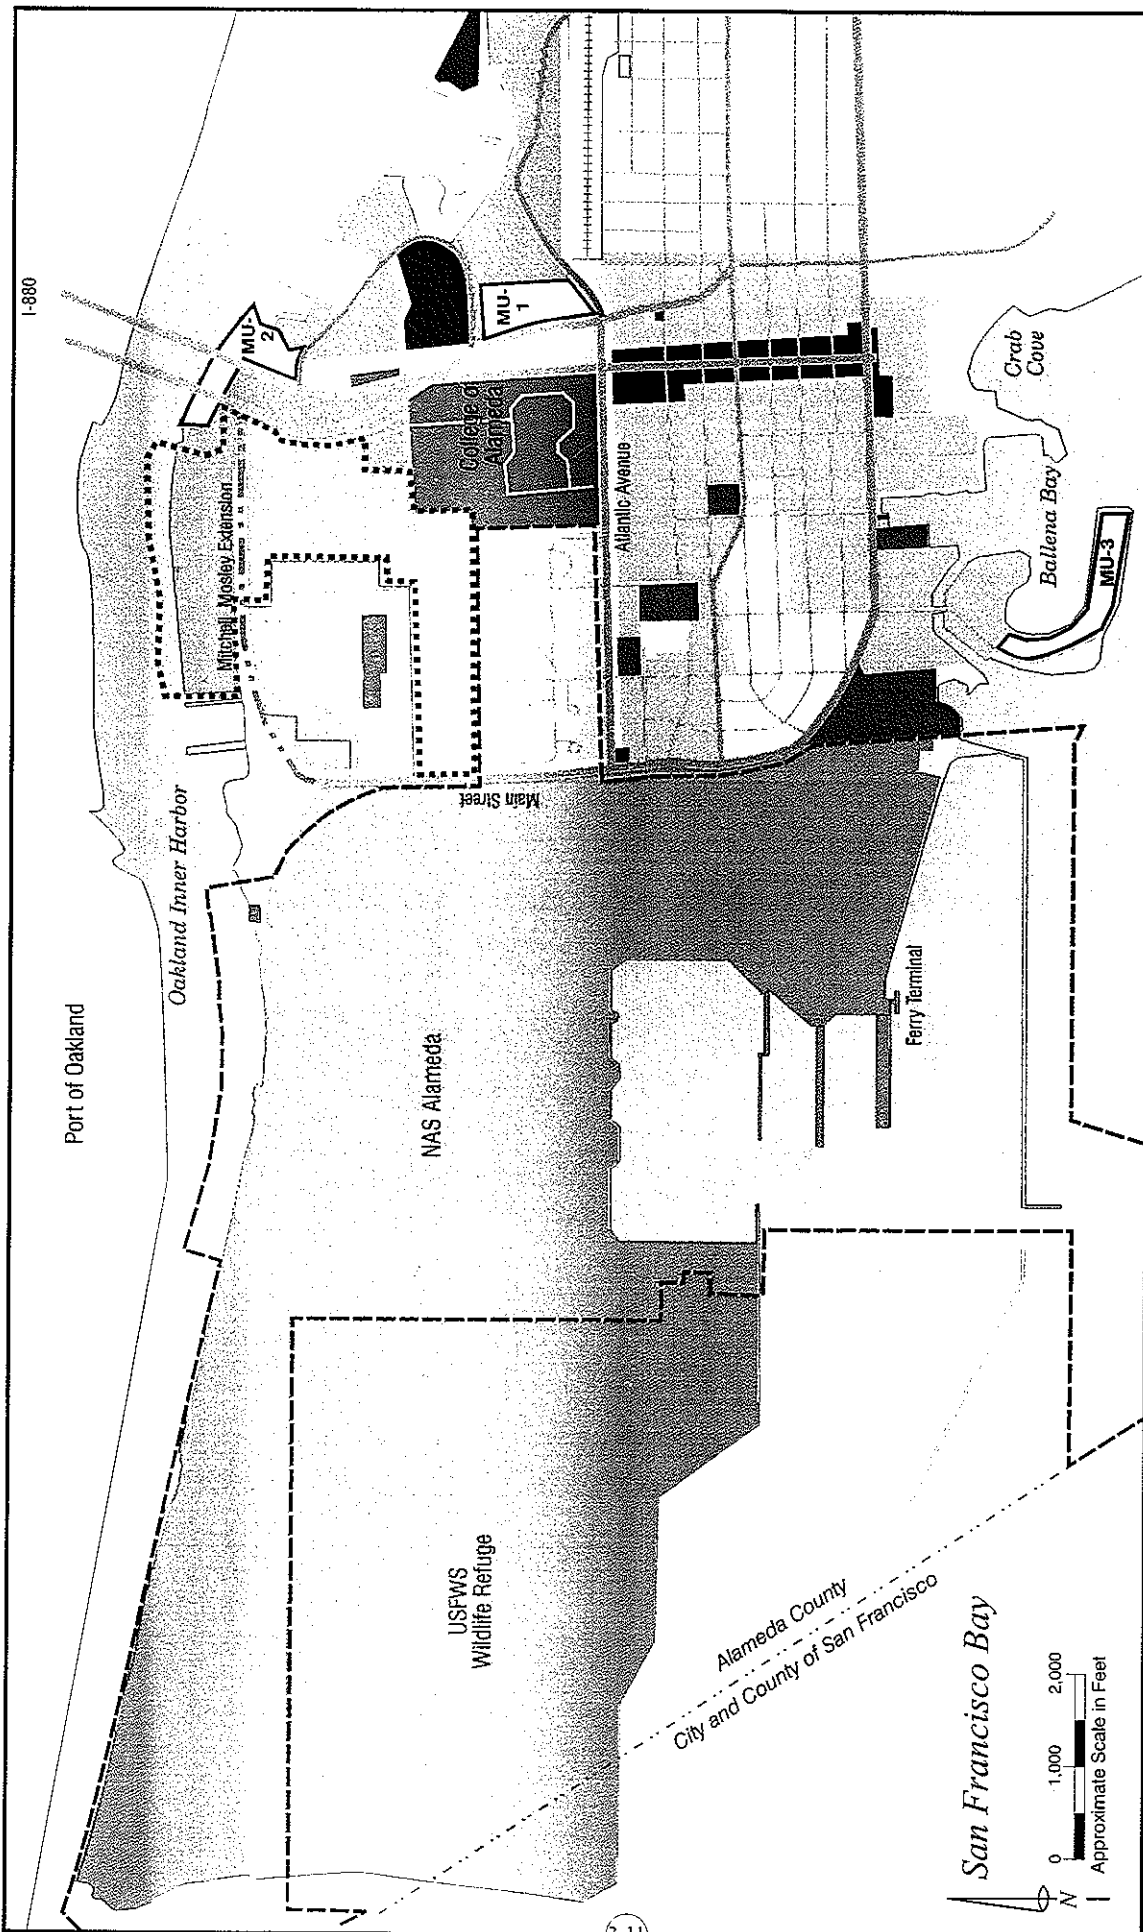 I-880
Port of Oakland
Oakland Inner Harbor
MU-
2
Mitchell Mosley Extension
MU-
1
College of
Alameda
NAS Alameda
Main Street
Atlantic Avenue
USFWS
Wildlife Refuge
Ferry Terminal
Crab
Cove
Ballena Bay
MU-3
Alameda County
City and County of San Francisco
San Francisco Bay
0 1,000 2,000
Approximate Scale in Feet
N